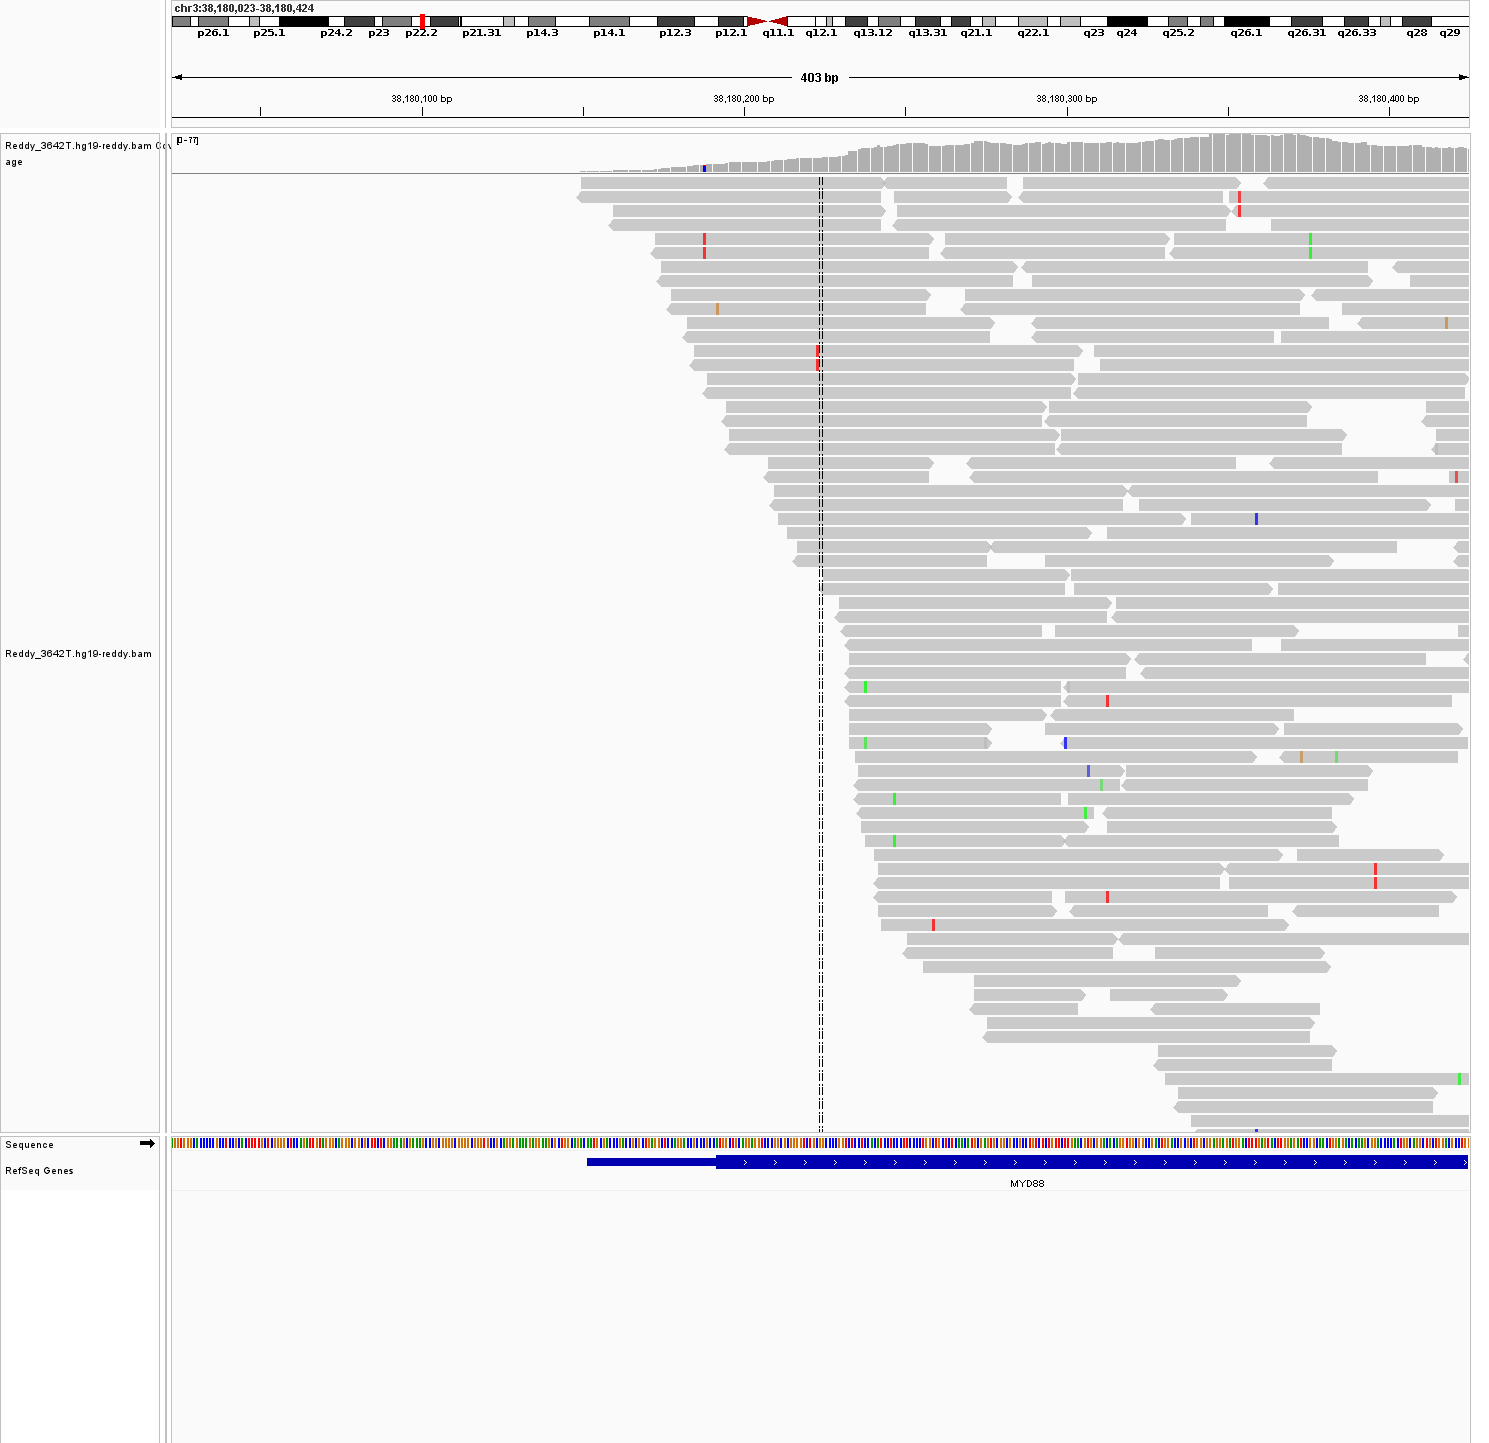 chr3:38,180,023-38,180,424
p26.1 p25.1 p24.2 p23 p22.2 p21.31 p14.3 p14.1 p12.3 p12.1 q11.1 q12.1 q13.12 q13.31 q21.1 q22.1 q23 q24 q25.2 q26.1 q26.31 q26.33 q28 q29
403 bp
38,180,100 bp 38,180,200 bp 38,180,300 bp 38,180,400 bp
[0-77]
Reddy_3642T.hg19-reddy.bam Cov
age
Reddy_3642T.hg19-reddy.bam
Sequence
RefSeq Genes
MYD88